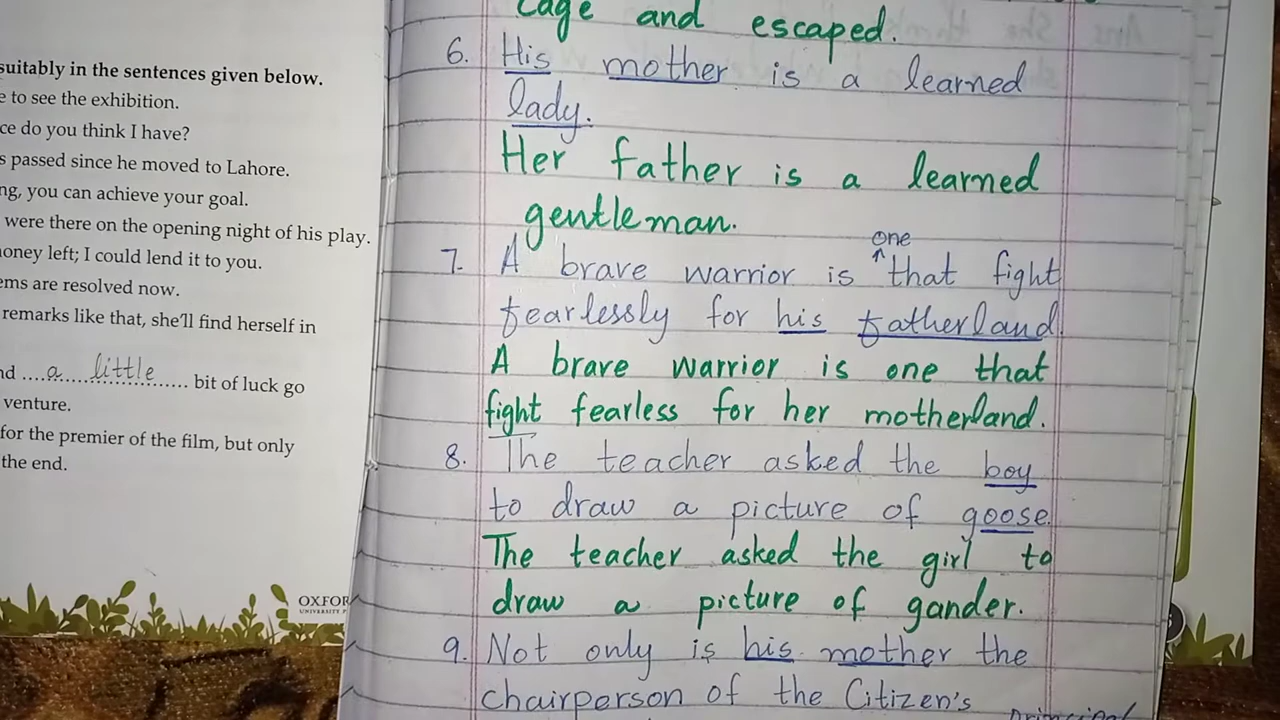 suitably in the sentences given below.
e to see the exhibition.
ce do you think I have?
s passed since he moved to Lahore.
ng, you can achieve your goal.
were there on the opening night of his play.
oney left; I could lend it to you.
ems are resolved now.
remarks like that, she'll find herself in
nd ....a little.... bit of luck go
venture.
for the premier of the film, but only
the end.
OXFOR
UNIVERSITY P
cage and escaped.
6. His mother is a learned
lady.
Her father is a learned
gentleman.
one
7. A brave warrior is that fight
fearlessly for his fatherland.
A brave warrior is one that
fight fearless for her motherland.
8. The teacher asked the boy
to draw a picture of goose.
The teacher asked the girl to
draw a picture of gander.
9. Not only is his mother the
chairperson of the Citizen's
principal